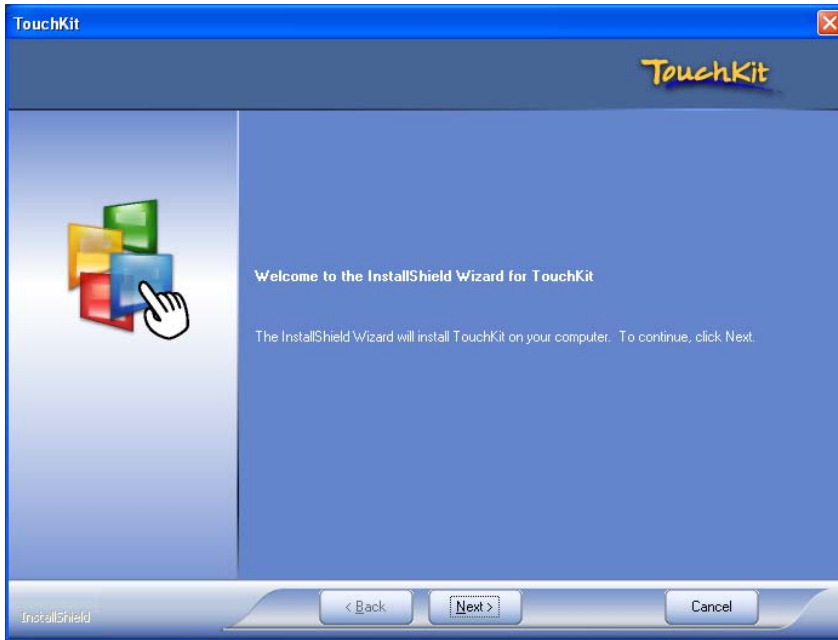 TouchKit
TouchKit
Welcome to the InstallShield Wizard for TouchKit
The InstallShield Wizard will install TouchKit on your computer. To continue, click Next.
InstallShield
< Back
Next >
Cancel